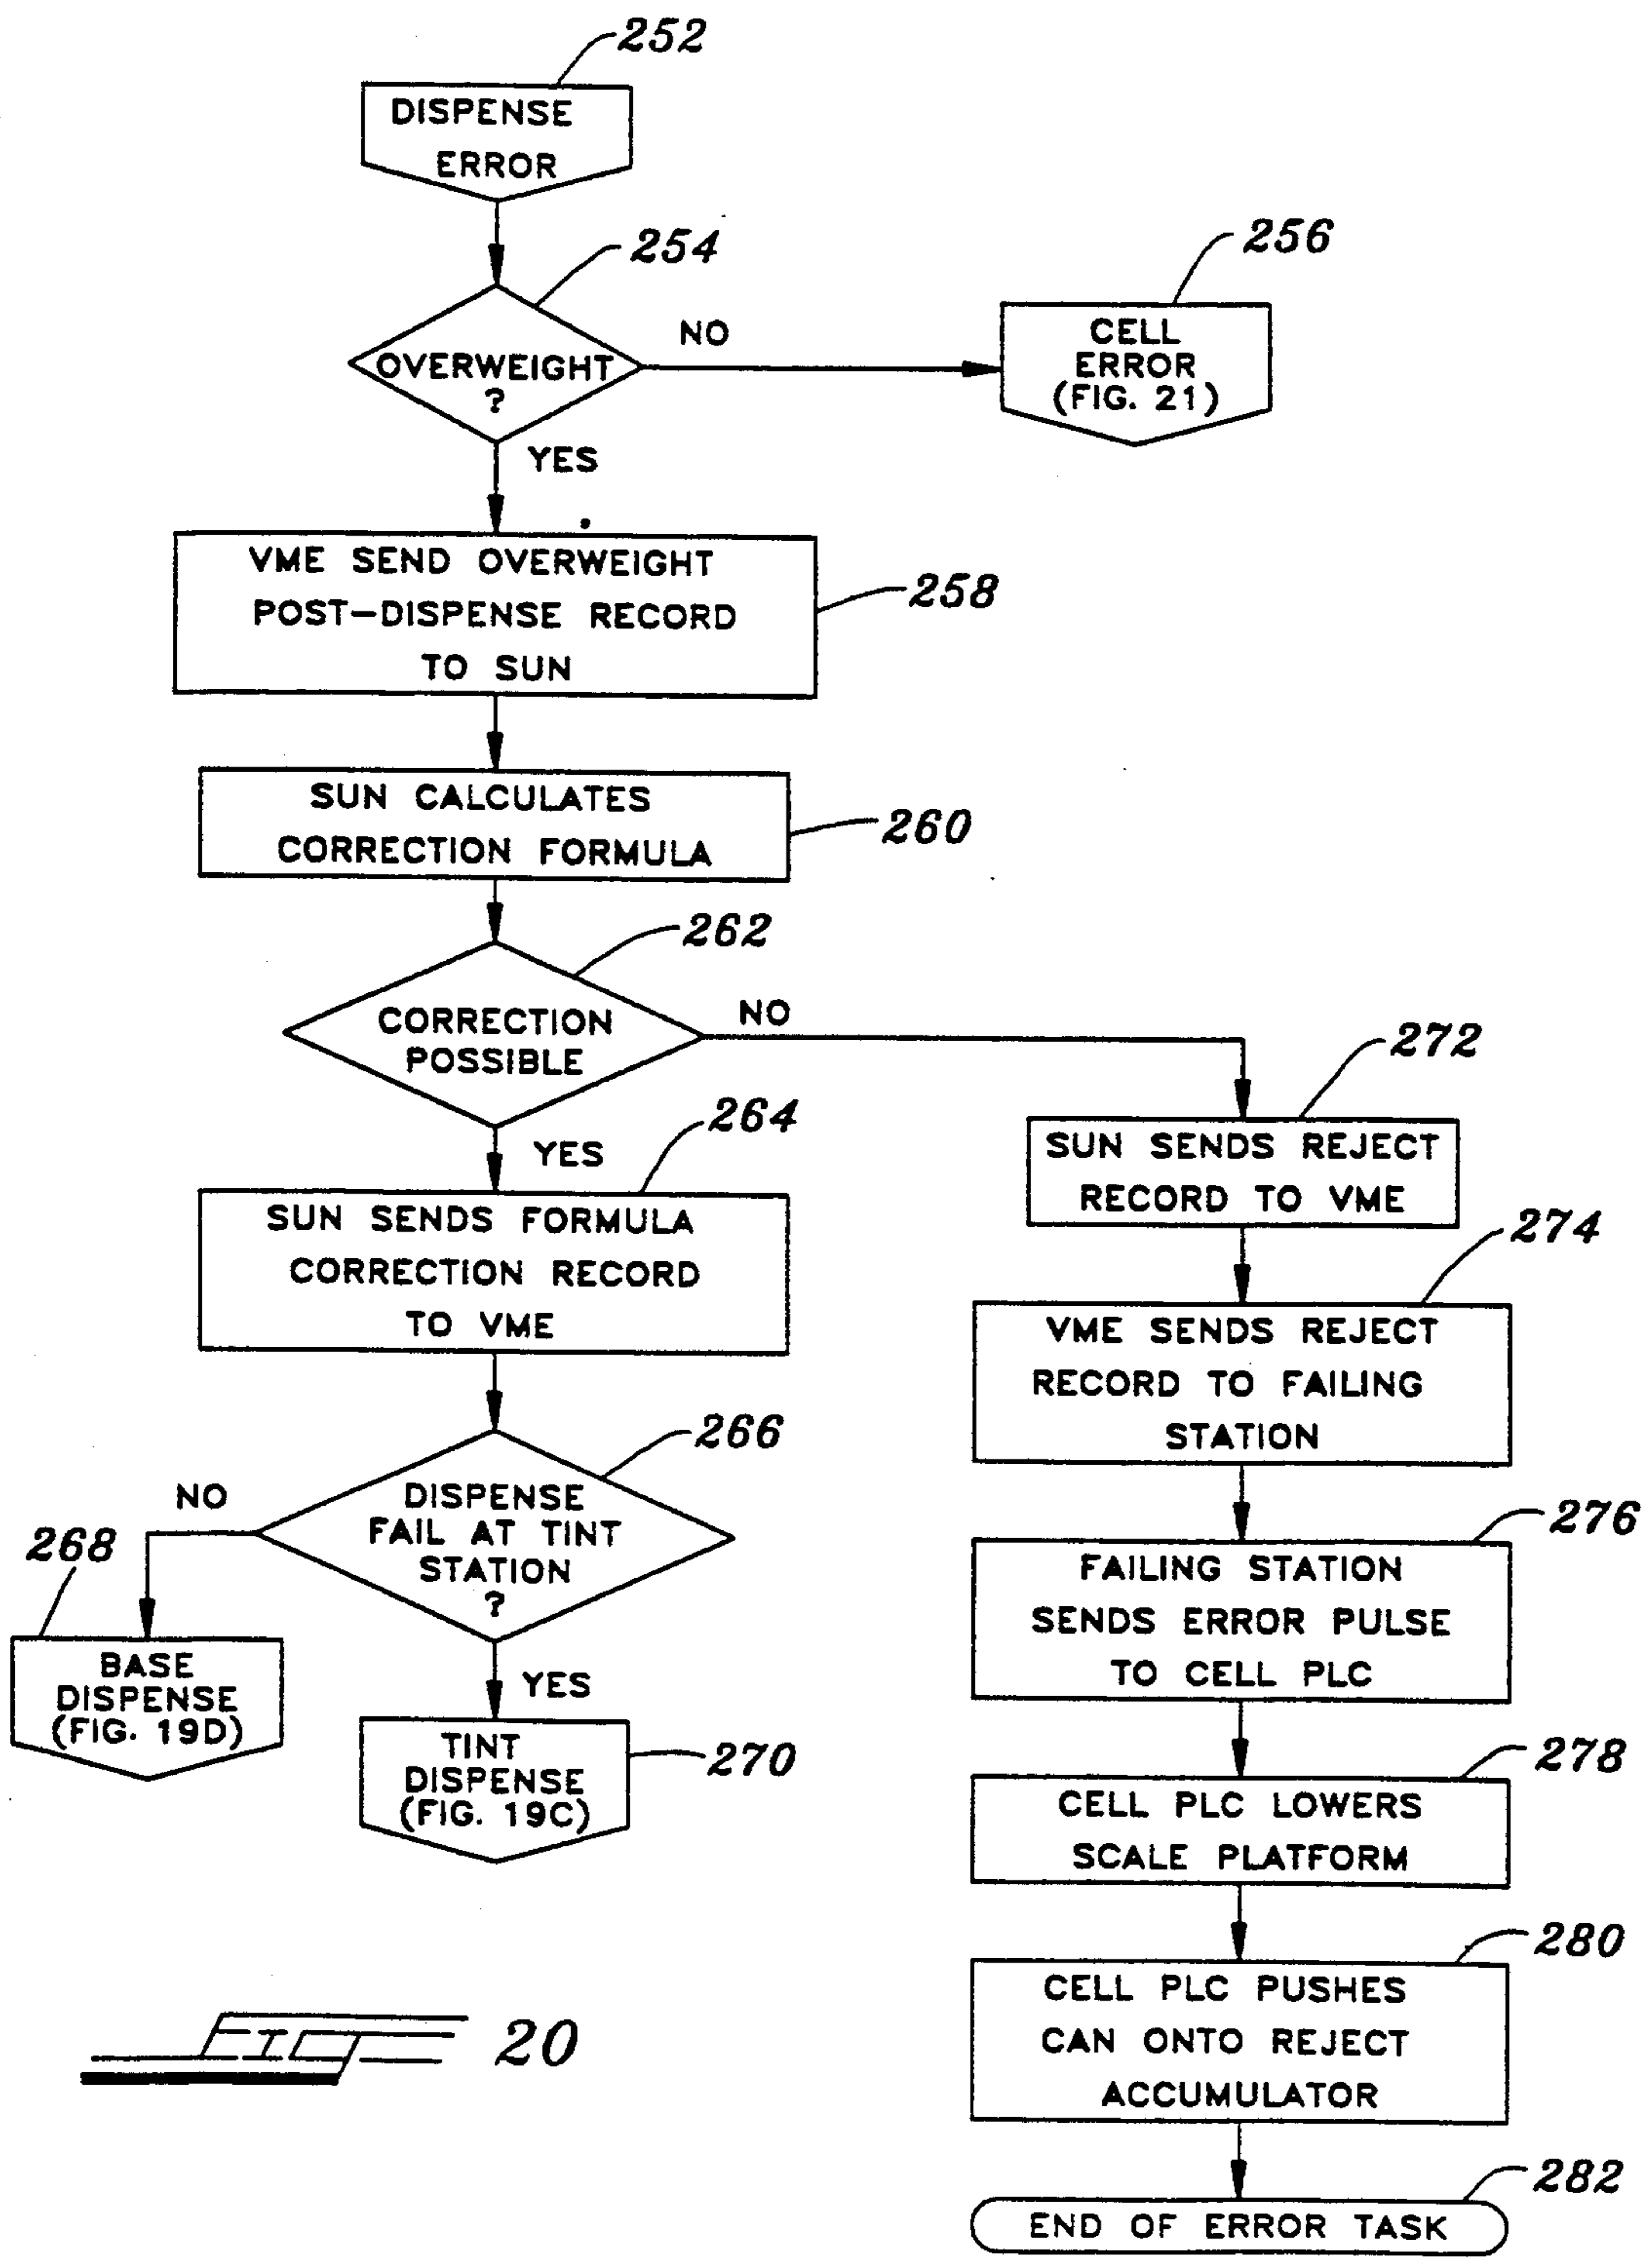 252
DISPENSE
ERROR
254
OVERWEIGHT
?
NO
256
CELL
ERROR
(FIG. 21)
YES
VME SEND OVERWEIGHT
POST-DISPENSE RECORD
TO SUN
258
SUN CALCULATES
CORRECTION FORMULA
260
262
CORRECTION
POSSIBLE
NO
YES
264
SUN SENDS FORMULA
CORRECTION RECORD
TO VME
266
DISPENSE
FAIL AT TINT
STATION
?
NO
268
BASE
DISPENSE
(FIG. 19D)
YES
TINT
DISPENSE
(FIG. 19C)
270
272
SUN SENDS REJECT
RECORD TO VME
274
VME SENDS REJECT
RECORD TO FAILING
STATION
276
FAILING STATION
SENDS ERROR PULSE
TO CELL PLC
278
CELL PLC LOWERS
SCALE PLATFORM
280
CELL PLC PUSHES
CAN ONTO REJECT
ACCUMULATOR
282
END OF ERROR TASK
FIG 20